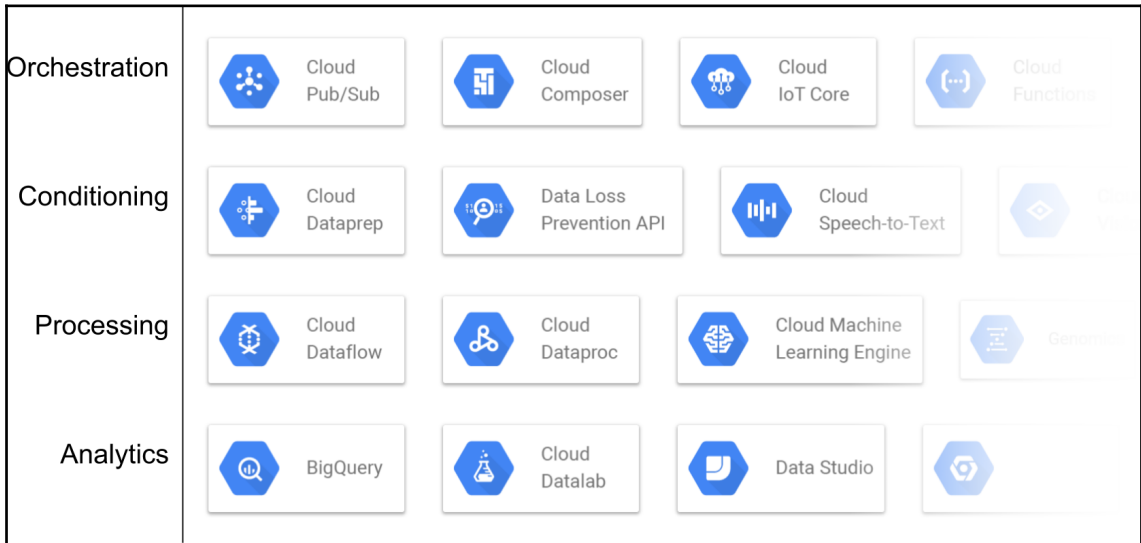 Orchestration
Cloud
Pub/Sub
Cloud
Composer
Cloud
IoT Core
Cloud
Functions
Conditioning
Cloud
Dataprep
Data Loss
Prevention API
Cloud
Speech-to-Text
Processing
Cloud
Dataflow
Cloud
Dataproc
Cloud Machine
Learning Engine
Analytics
BigQuery
Cloud
Datalab
Data Studio